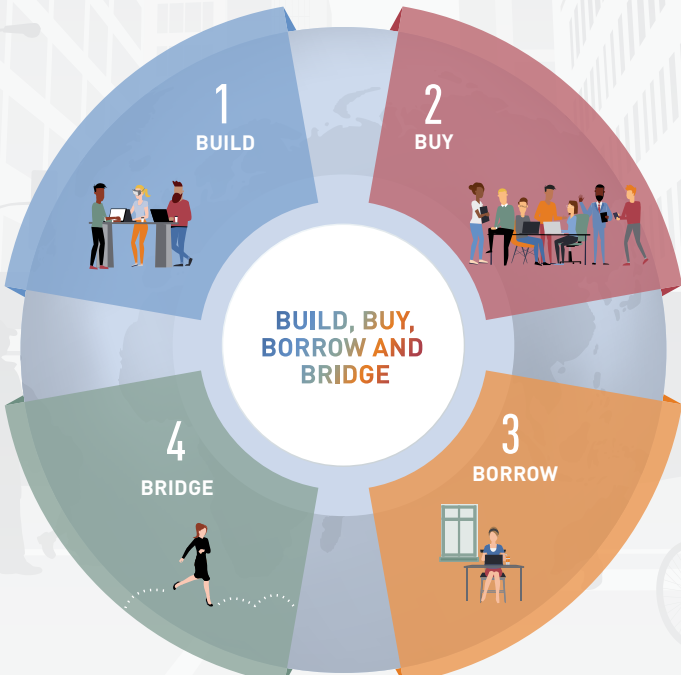 1
BUILD
2
BUY
BUILD, BUY,
BORROW AND
BRIDGE
4
BRIDGE
3
BORROW